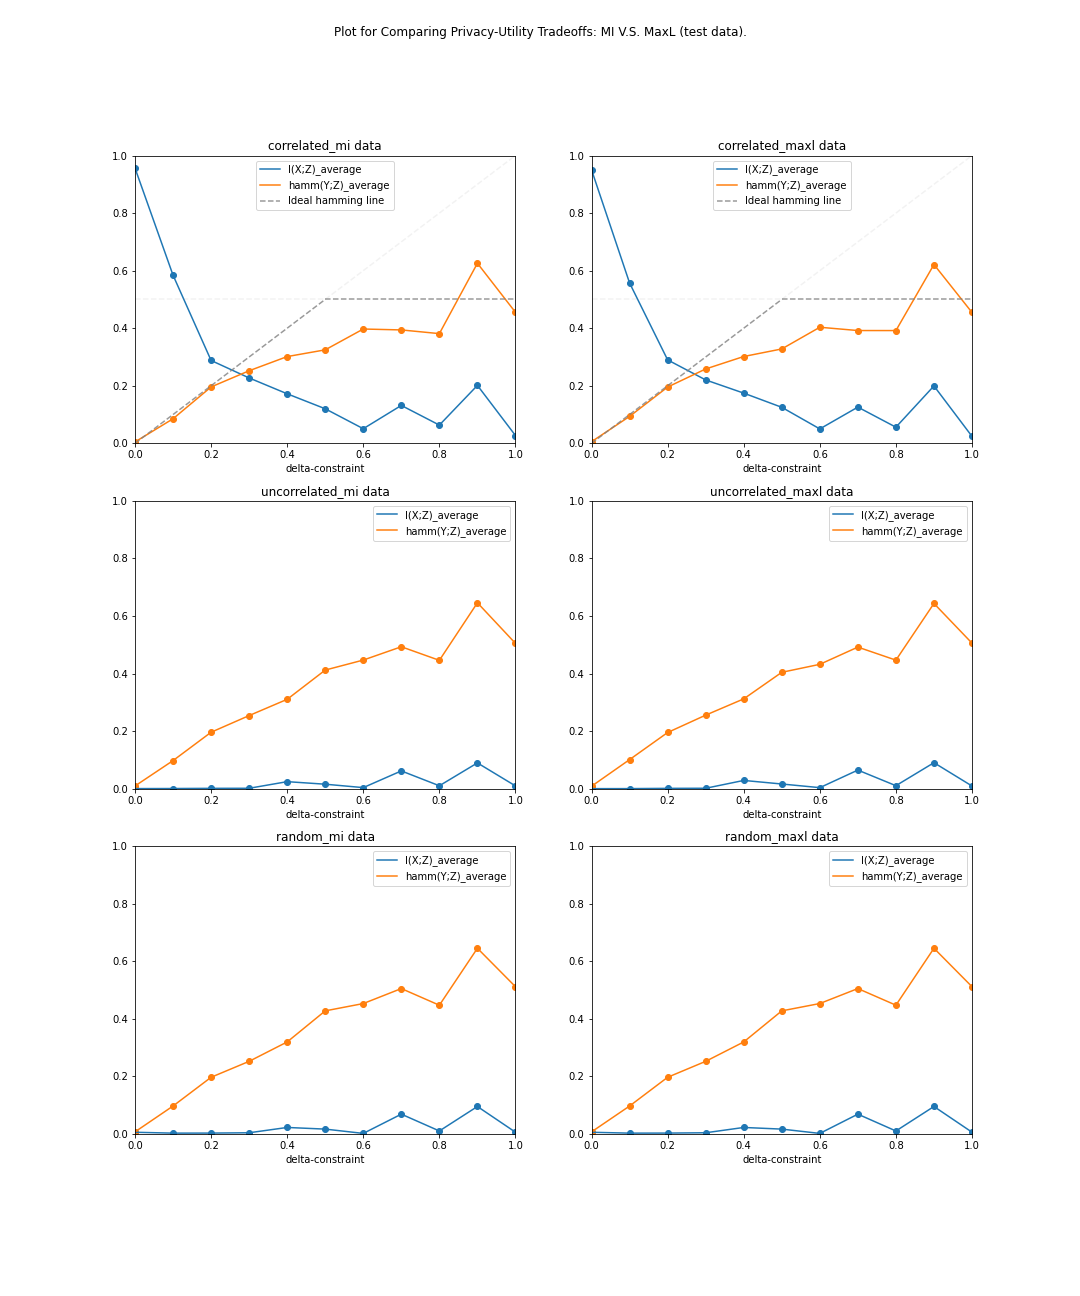 Plot for Comparing Privacy-Utility Tradeoffs: MI V.S. MaxL (test data).
correlated_mi data
1.0
0.8
0.6
0.4
0.2
0.0
I(X;Z)_average
hamm(Y;Z)_average
Ideal hamming line
0.0 0.2 0.4 0.6 0.8 1.0
delta-constraint
correlated_maxl data
1.0
0.8
0.6
0.4
0.2
0.0
I(X;Z)_average
hamm(Y;Z)_average
Ideal hamming line
0.0 0.2 0.4 0.6 0.8 1.0
delta-constraint
uncorrelated_mi data
1.0
0.8
0.6
0.4
0.2
0.0
I(X;Z)_average
hamm(Y;Z)_average
0.0 0.2 0.4 0.6 0.8 1.0
delta-constraint
uncorrelated_maxl data
1.0
0.8
0.6
0.4
0.2
0.0
I(X;Z)_average
hamm(Y;Z)_average
0.0 0.2 0.4 0.6 0.8 1.0
delta-constraint
random_mi data
1.0
0.8
0.6
0.4
0.2
0.0
I(X;Z)_average
hamm(Y;Z)_average
0.0 0.2 0.4 0.6 0.8 1.0
delta-constraint
random_maxl data
1.0
0.8
0.6
0.4
0.2
0.0
I(X;Z)_average
hamm(Y;Z)_average
0.0 0.2 0.4 0.6 0.8 1.0
delta-constraint